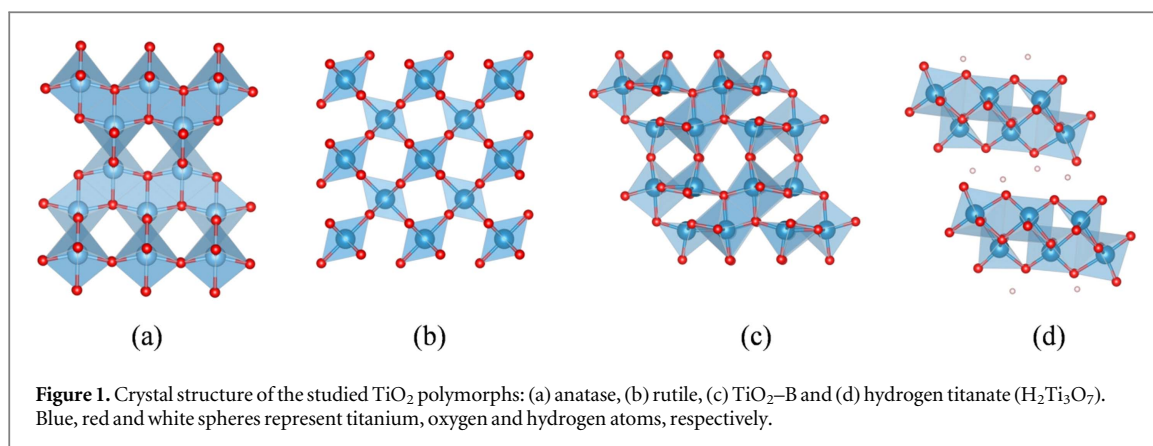 (a) (b) (c) (d)
Figure 1. Crystal structure of the studied TiO₂ polymorphs: (a) anatase, (b) rutile, (c) TiO₂–B and (d) hydrogen titanate (H₂Ti₃O₇).
Blue, red and white spheres represent titanium, oxygen and hydrogen atoms, respectively.